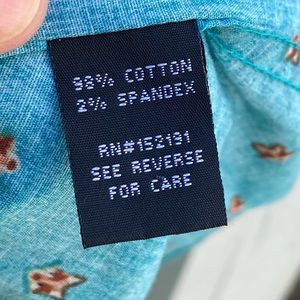 98% COTTON
2% SPANDEX
RN#152191
SEE REVERSE
FOR CARE